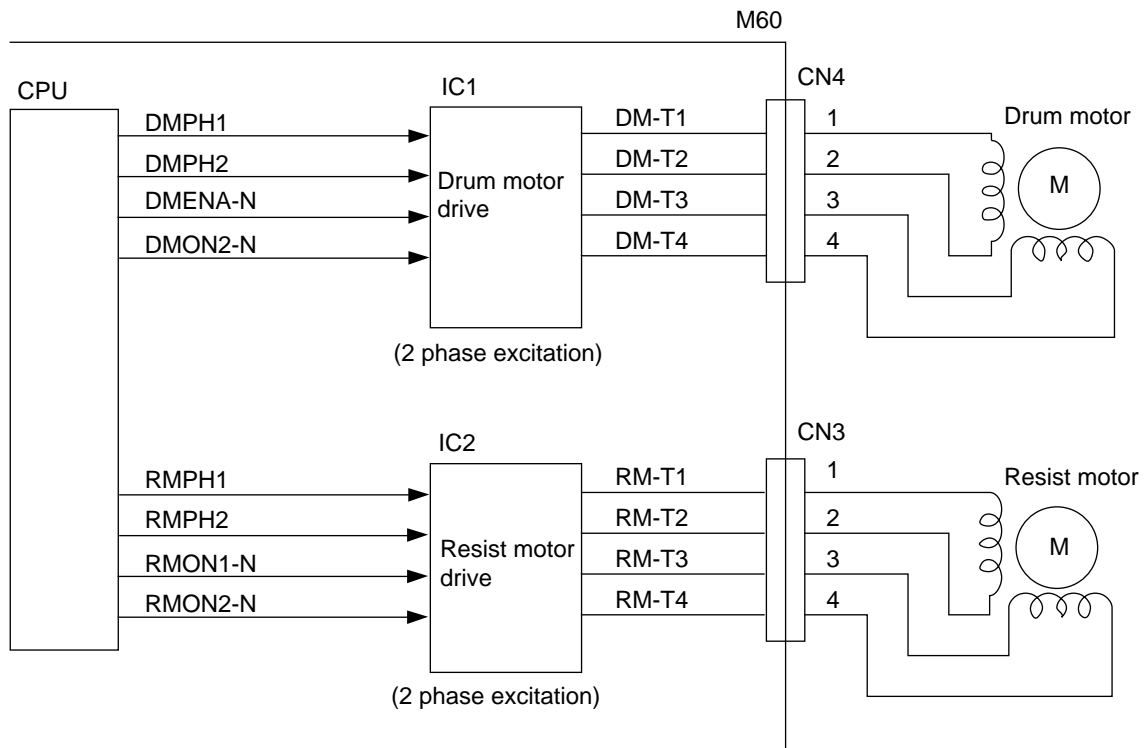 M60
CPU
IC1
CN4
DMPH1
DMPH2
DMENA-N
DMON2-N
Drum motor
drive
(2 phase excitation)
DM-T1
DM-T2
DM-T3
DM-T4
1
2
3
4
Drum motor
M
IC2
CN3
RMPH1
RMPH2
RMON1-N
RMON2-N
Resist motor
drive
(2 phase excitation)
RM-T1
RM-T2
RM-T3
RM-T4
1
2
3
4
Resist motor
M